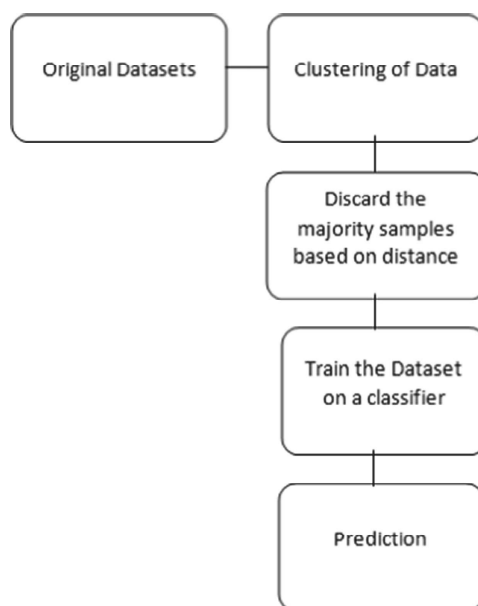 Original Datasets
Clustering of Data
Discard the
majority samples
based on distance
Train the Dataset
on a classifier
Prediction